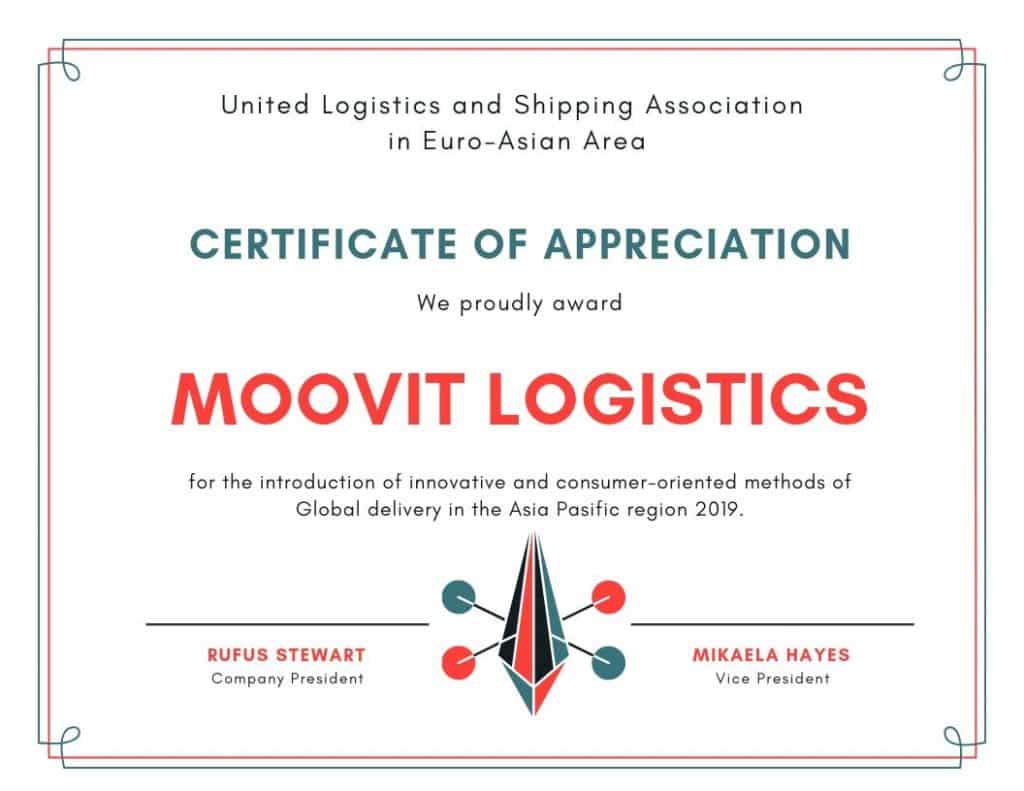 United Logistics and Shipping Association
in Euro-Asian Area
CERTIFICATE OF APPRECIATION
We proudly award
MOOVIT LOGISTICS
for the introduction of innovative and consumer-oriented methods of
Global delivery in the Asia Pasific region 2019.
RUFUS STEWART
Company President
MIKAELA HAYES
Vice President